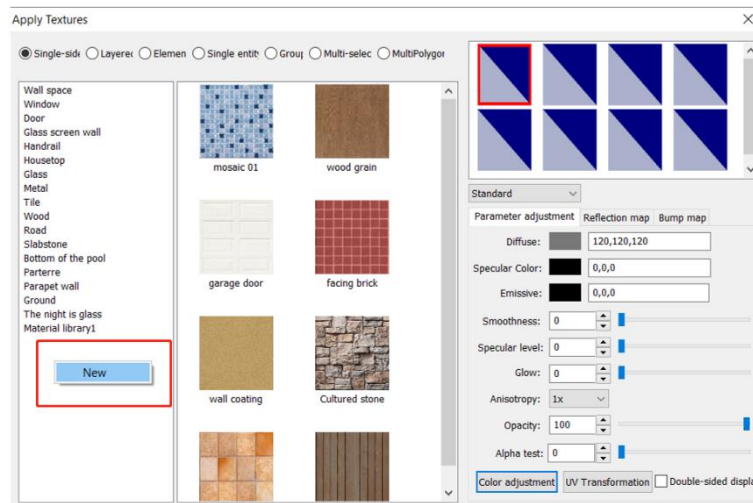 Apply Textures
Single-side Layered Elemen Single entity Group Multi-selec MultiPolygon
Wall space
Window
Door
Glass screen wall
Handrail
Housetop
Glass
Metal
Tile
Wood
Road
Slabstone
Bottom of the pool
Parterre
Parapet wall
Ground
The night is glass
Material library1
New
mosaic 01
wood grain
garage door
facing brick
wall coating
Cultured stone
Standard
Parameter adjustment Reflection map Bump map
Diffuse: 120,120,120
Specular Color: 0,0,0
Emissive: 0,0,0
Smoothness: 0
Specular level: 0
Glow: 0
Anisotropy: 1x
Opacity: 100
Alpha test: 0
Color adjustment UV Transformation Double-sided displa